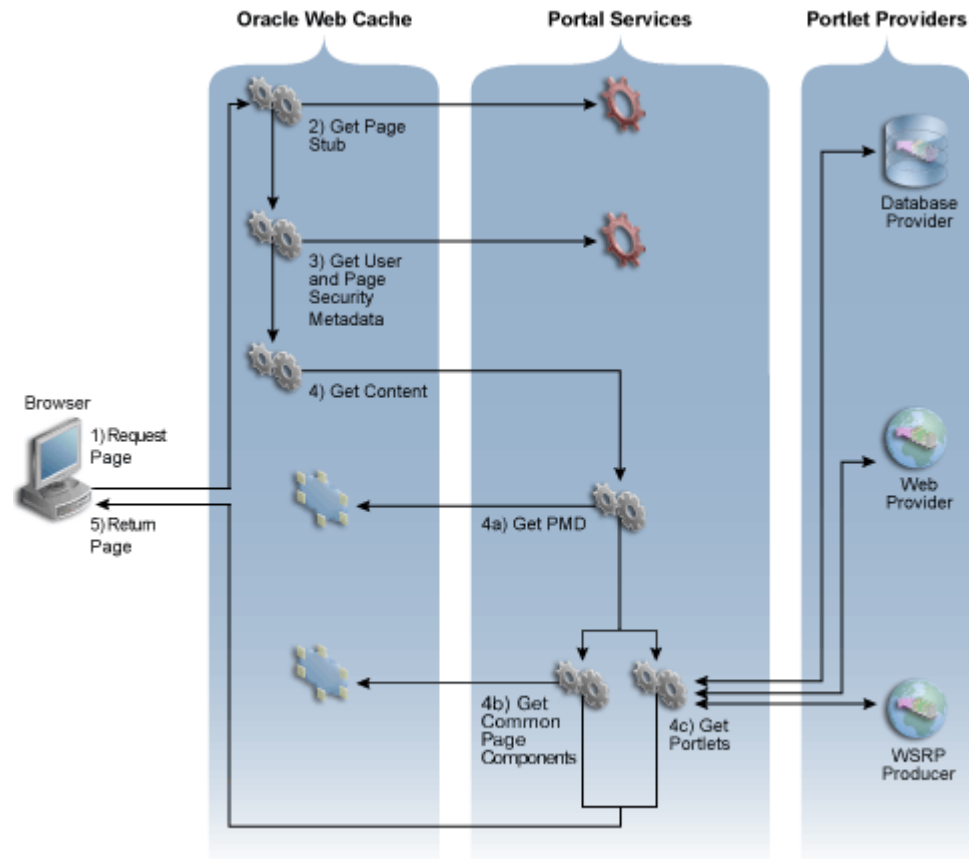 Oracle Web Cache
Portal Services
Portlet Providers
2) Get Page
Stub
Database
Provider
3) Get User
and Page
Security
Metadata
4) Get Content
Browser
1) Request
Page
Web
Provider
4a) Get PMD
5) Return
Page
4b) Get
Common
Page
Components
4c) Get
Portlets
WSRP
Producer